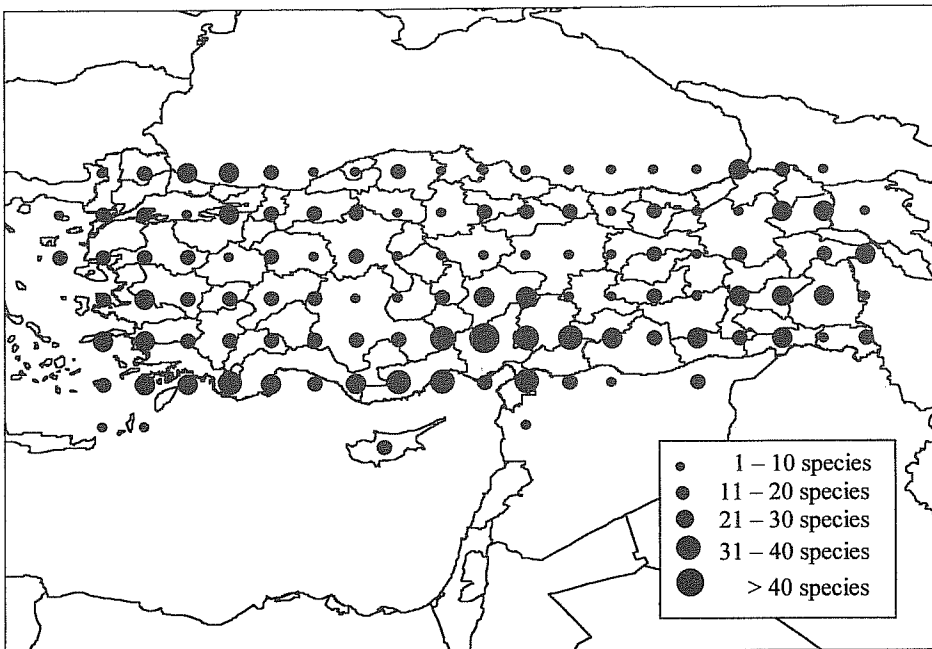 1 – 10 species
11 – 20 species
21 – 30 species
31 – 40 species
> 40 species